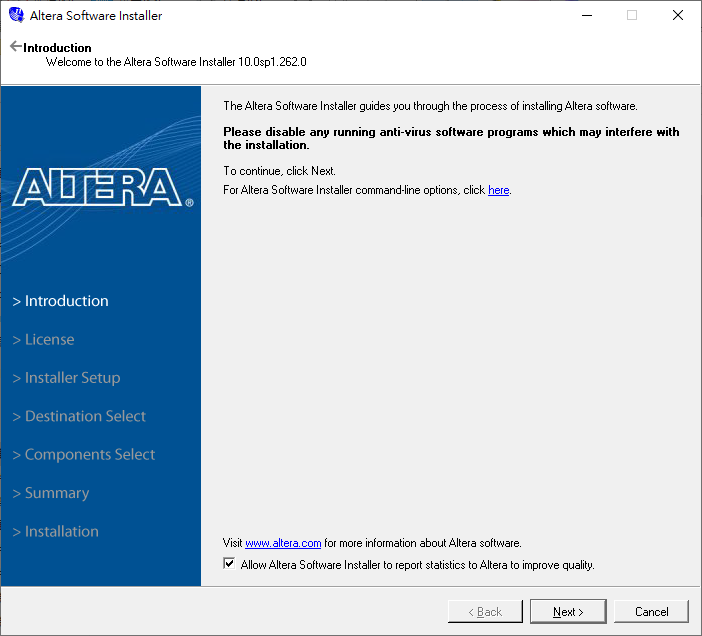 Altera Software Installer
Introduction
Welcome to the Altera Software Installer 10.0sp1.262.0
ALTERA®
> Introduction
> License
> Installer Setup
> Destination Select
> Components Select
> Summary
> Installation
The Altera Software Installer guides you through the process of installing Altera software.
Please disable any running anti-virus software programs which may interfere with
the installation.
To continue, click Next.
For Altera Software Installer command-line options, click here.
Visit www.altera.com for more information about Altera software.
Allow Altera Software Installer to report statistics to Altera to improve quality.
< Back
Next >
Cancel